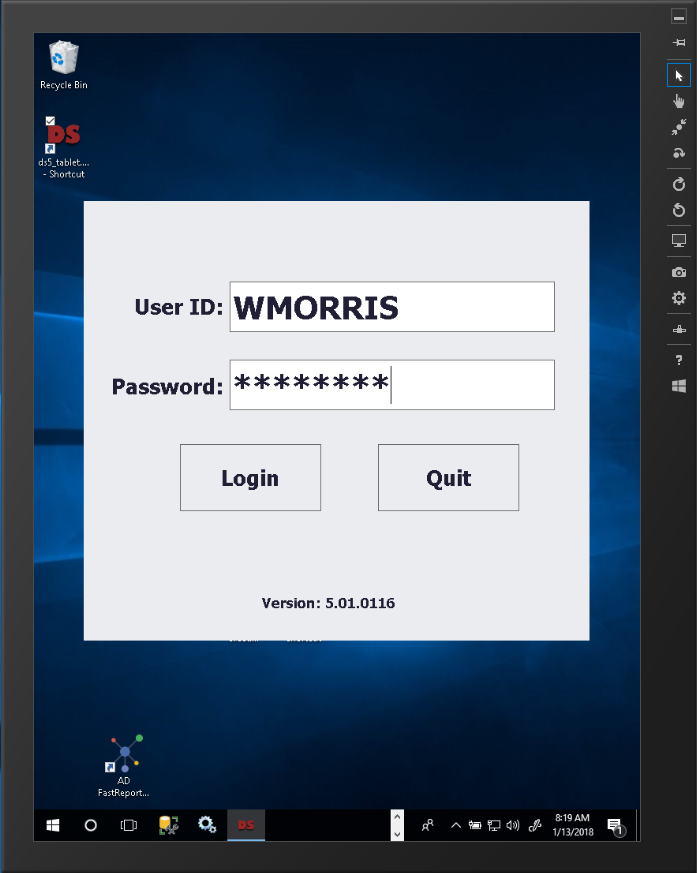 Recycle Bin
DS
ds5_tablet....
- Shortcut
User ID: WMORRIS
Password: ********
Login Quit
Version: 5.01.0116
AD
FastReport...
DS
8:19 AM
1/13/2018
1
?